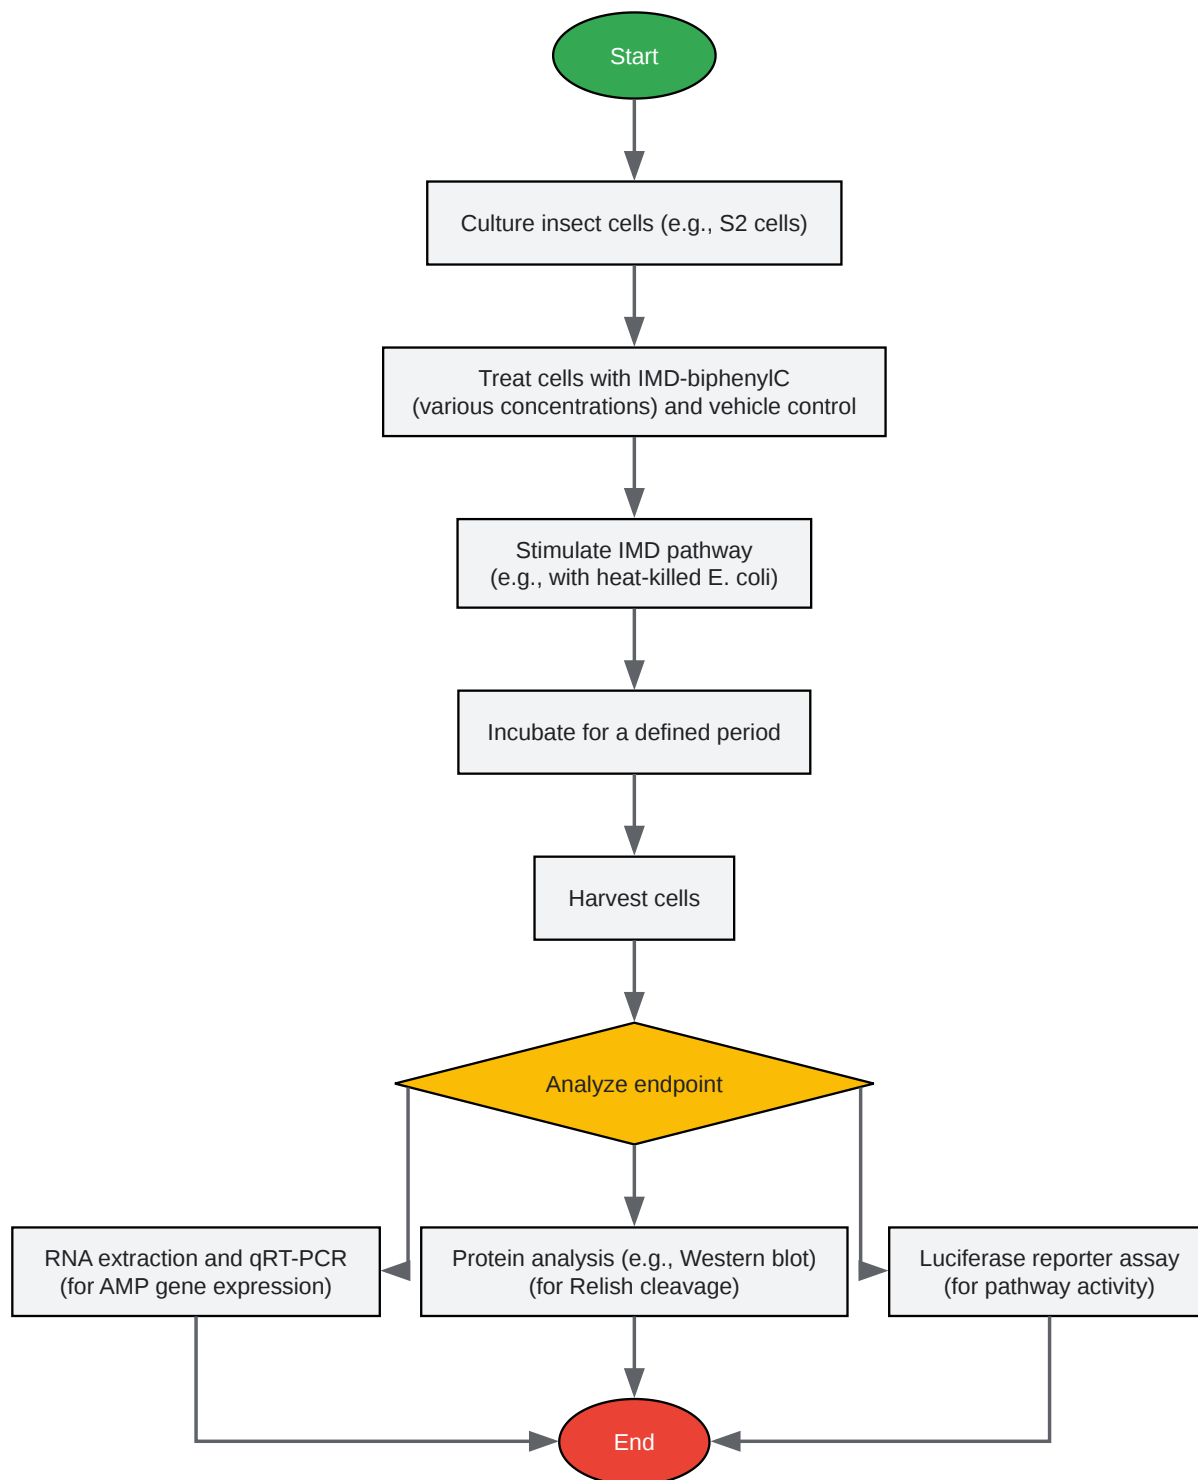 Start
Culture insect cells (e.g., S2 cells)
Treat cells with IMD-biphenylC
(various concentrations) and vehicle control
Stimulate IMD pathway
(e.g., with heat-killed E. coli)
Incubate for a defined period
Harvest cells
Analyze endpoint
RNA extraction and qRT-PCR
(for AMP gene expression)
Protein analysis (e.g., Western blot)
(for Relish cleavage)
Luciferase reporter assay
(for pathway activity)
End